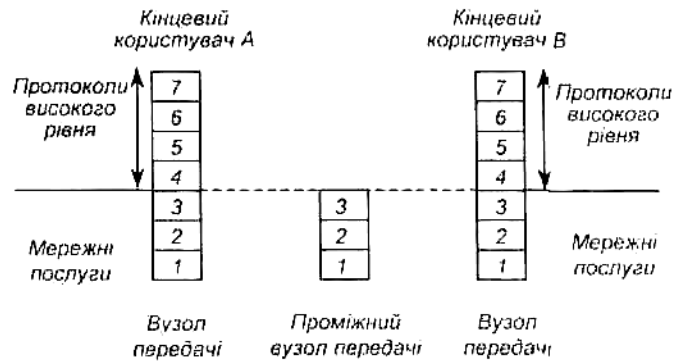 Кінцевий
користувач А
Кінцевий
користувач В
Протоколи
високого
рівня
7
6
5
4
3
2
1
3
2
1
7
6
5
4
3
2
1
Протоколи
високого
рівня
Мережні
послуги
Мережні
послуги
Вузол
передачі
Проміжний
вузол передачі
Вузол
передачі